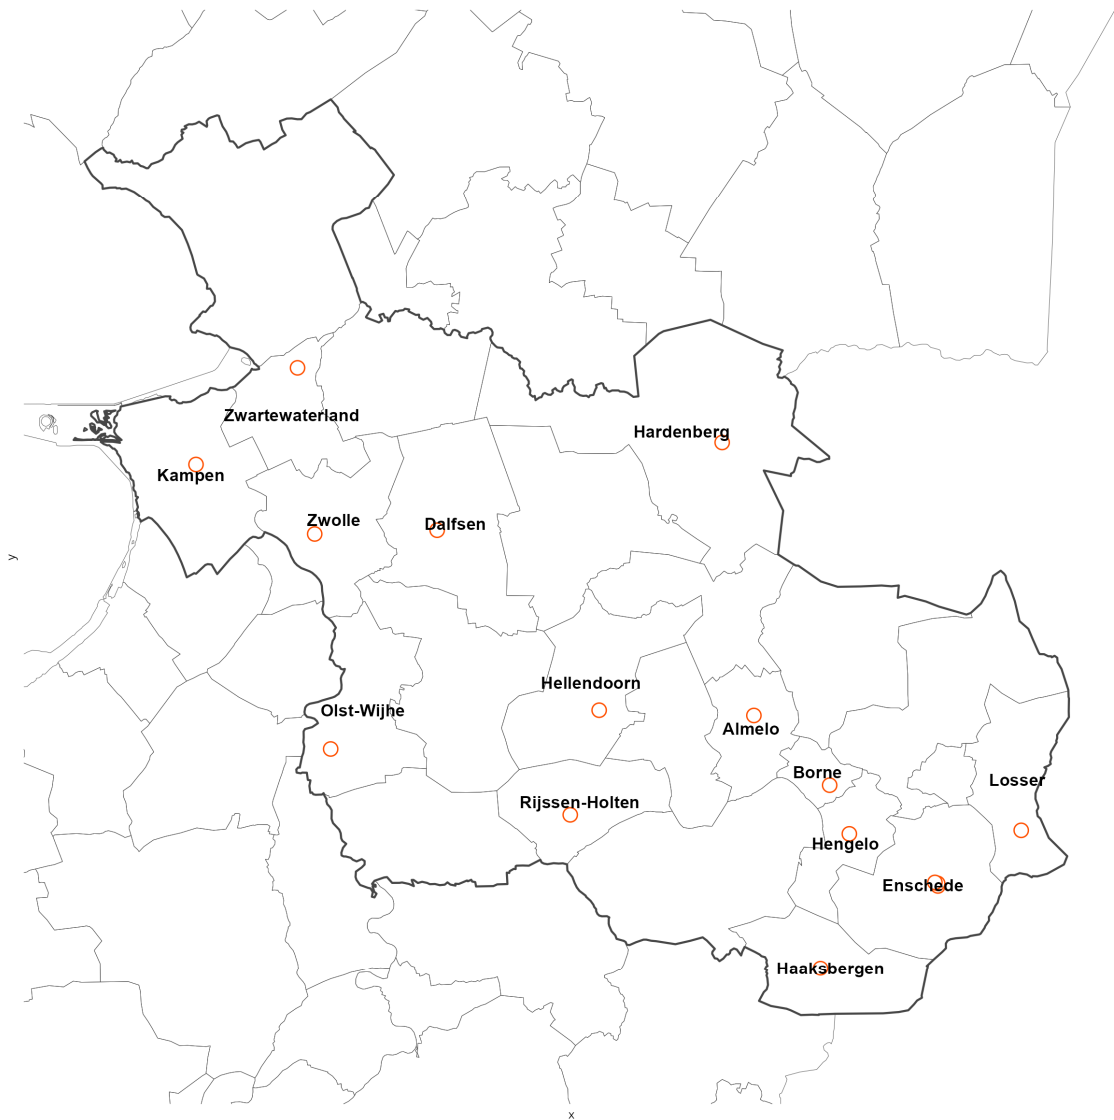 Zwartewaterland
Hardenberg
Kampen
Zwolle
Dalfsen
y
Hellendoorn
Olst-Wijhe
Almelo
Borne
Losser
Rijssen-Holten
Hengelo
Enschede
Haaksbergen
x